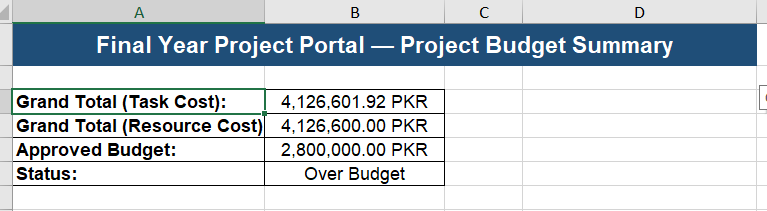 A B C D
Final Year Project Portal — Project Budget Summary
Grand Total (Task Cost): 4,126,601.92 PKR
Grand Total (Resource Cost) 4,126,600.00 PKR
Approved Budget: 2,800,000.00 PKR
Status: Over Budget